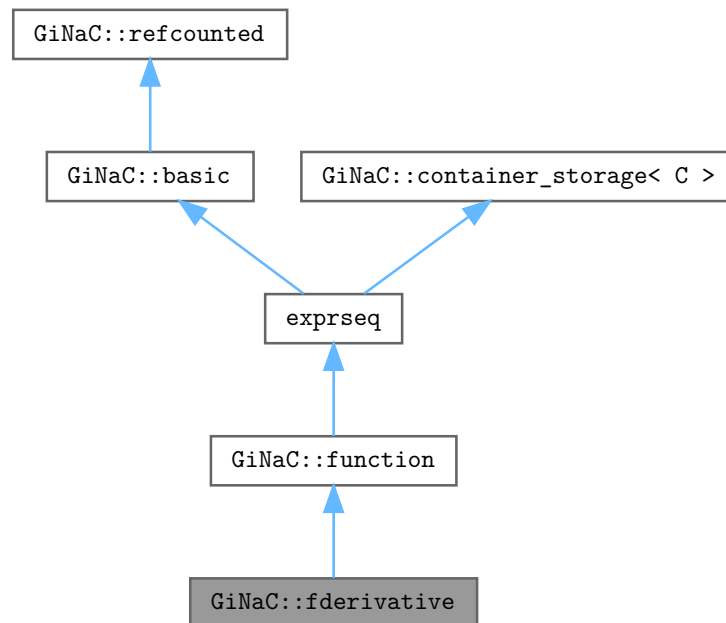 GiNaC::refcounted
GiNaC::basic
GiNaC::container_storage< C >
exprseq
GiNaC::function
GiNaC::fderivative